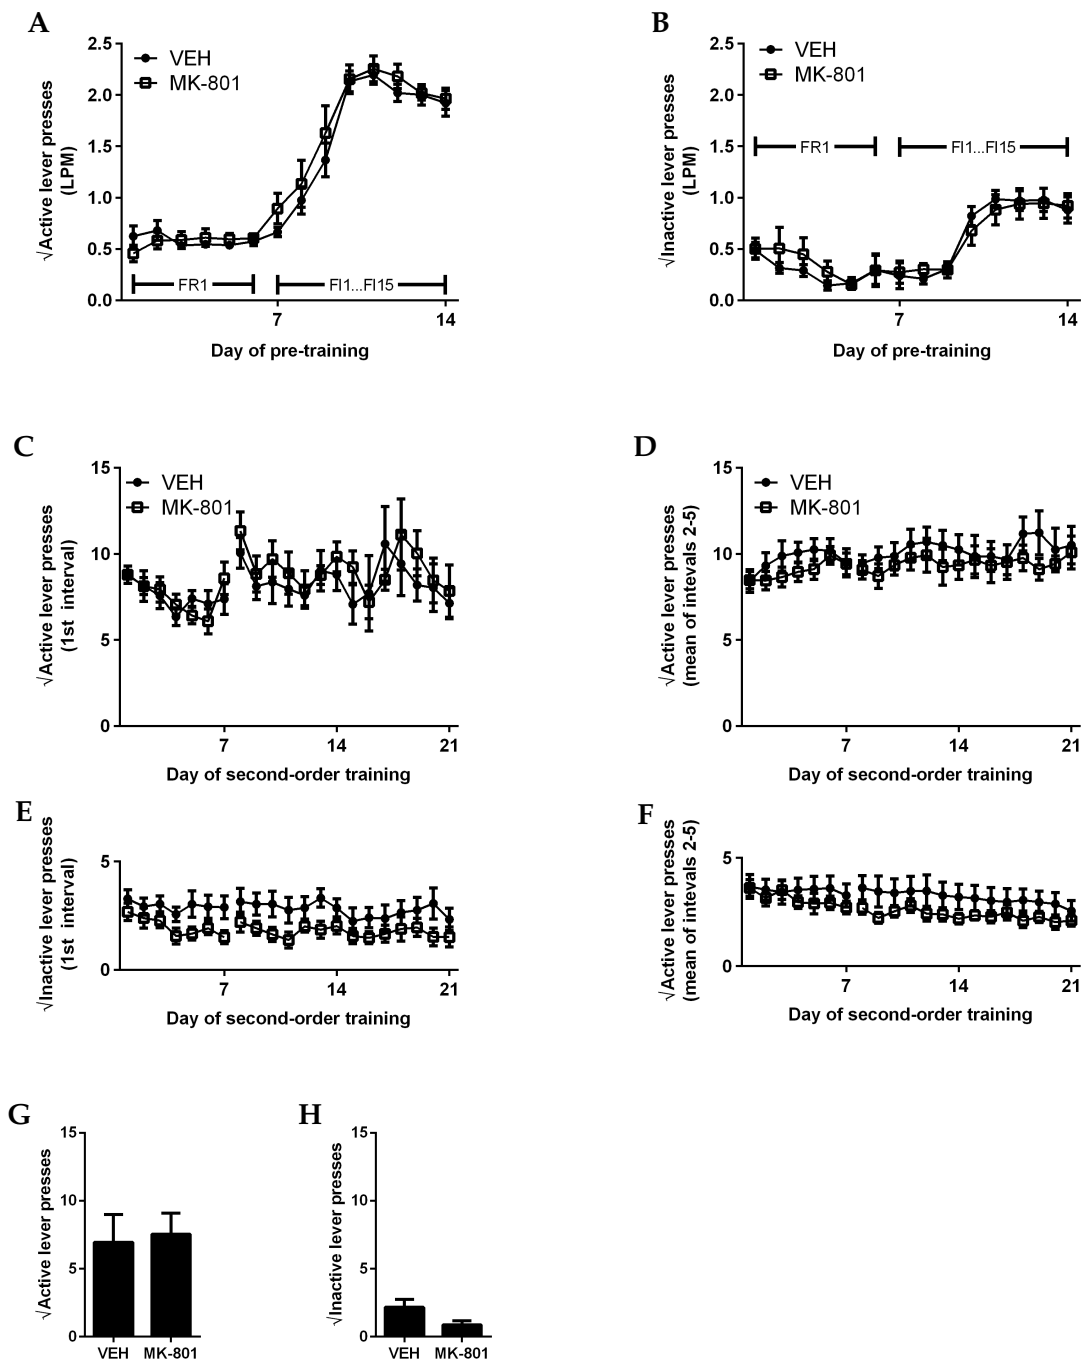 A
2.5
2.0
1.5
1.0
0.5
0.0
√Active lever presses
(LPM)
VEH
MK-801
FR1
FI1...FI15
7
14
Day of pre-training
B
2.5
2.0
1.5
1.0
0.5
0.0
√Inactive lever presses
(LPM)
VEH
MK-801
FR1
FI1...FI15
7
14
Day of pre-training
C
15
10
5
0
√Active lever presses
(1st interval)
VEH
MK-801
7
14
21
Day of second-order training
D
15
10
5
0
√Active lever presses
(mean of intevals 2-5)
VEH
MK-801
7
14
21
Day of second-order training
E
5
0
√Inactive lever presses
(1st interval)
7
14
21
Day of second-order training
F
5
0
√Active lever presses
(mean of intevals 2-5)
7
14
21
Day of second-order training
G
15
10
5
0
√Active lever presses
VEH
MK-801
H
15
10
5
0
√Inactive lever presses
VEH
MK-801